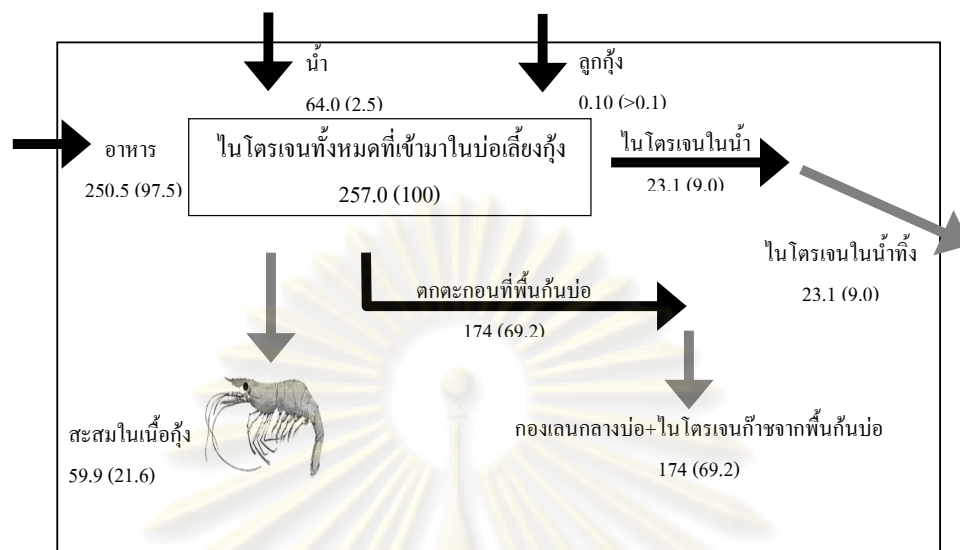 น้ำ
64.0 (2.5)
ลูกกุ้ง
0.10 (>0.1)
อาหาร
250.5 (97.5)
ไนโตรเจนทั้งหมดที่เข้ามาในบ่อเลี้ยงกุ้ง
257.0 (100)
ไนโตรเจนในน้ำ
23.1 (9.0)
ไนโตรเจนในน้ำทิ้ง
23.1 (9.0)
ตกตะกอนที่พื้นก้นบ่อ
174 (69.2)
สะสมในเนื้อกุ้ง
59.9 (21.6)
กองเลนกลางบ่อ+ไนโตรเจนก๊าซจากพื้นก้นบ่อ
174 (69.2)